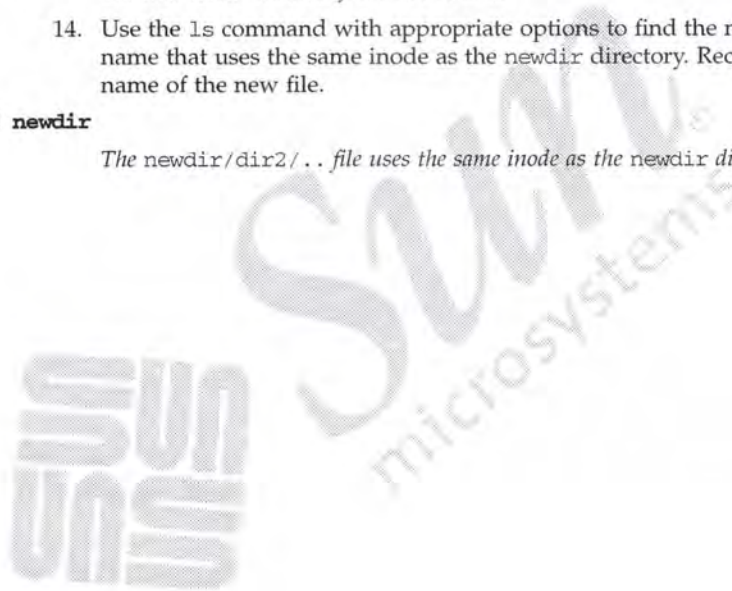 14. Use the ls command with appropriate options to find the
name that uses the same inode as the newdir directory.
name of the new file.
newdir
The newdir/dir2/.. file uses the same inode as the newdir
Sun
microsystems